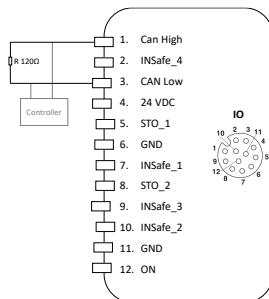 1. Can High
R 120Ω
2. INSafe_4
3. CAN Low
Controller
4. 24 VDC
5. STO_1
6. GND
7. INSafe_1
8. STO_2
9. INSafe_3
10. INSafe_2
11. GND
12. ON
IO
10 2 3 11
1 4
9 5
12 6
8 7